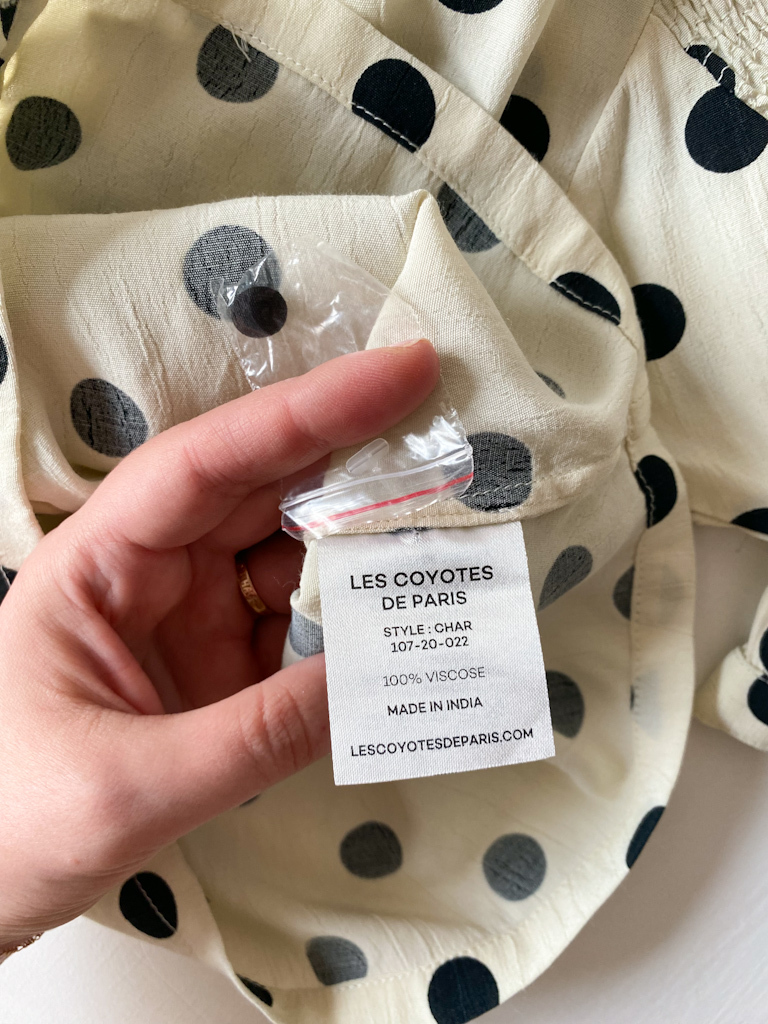 LES COYOTES
DE PARIS
STYLE : CHAR
107-20-022
100% VISCOSE
MADE IN INDIA
LESCOYOTESDEPARIS.COM